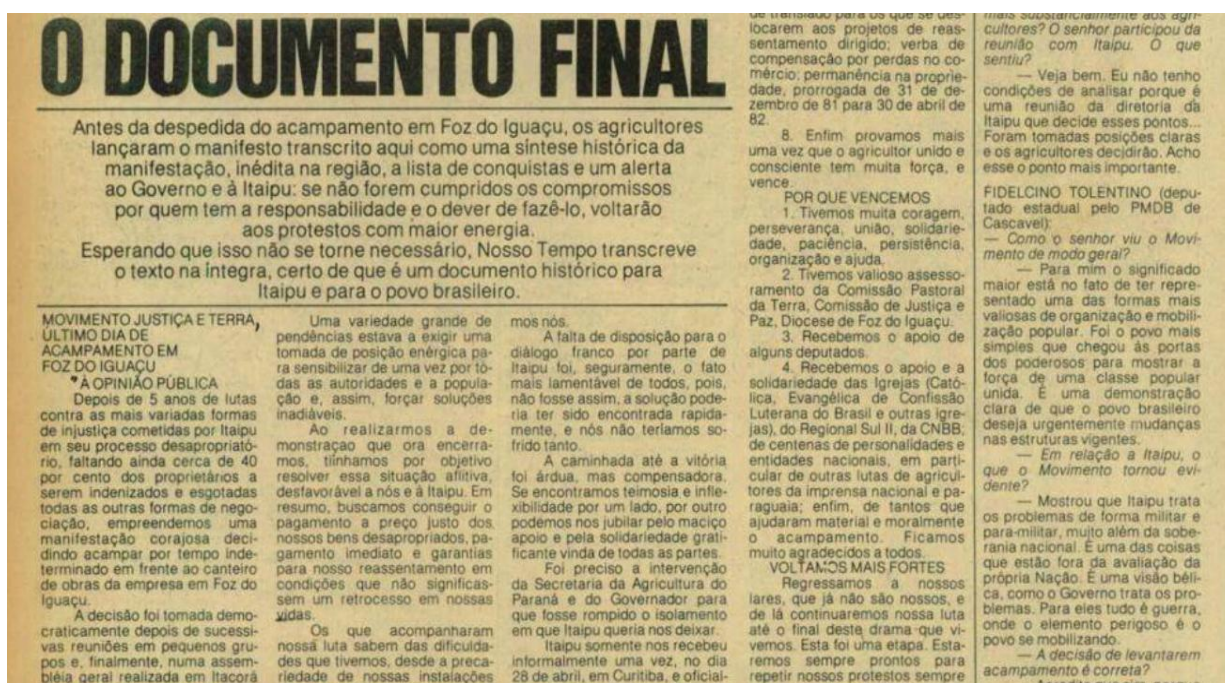 O DOCUMENTO FINAL
Antes da despedida do acampamento em Foz do Iguaçu, os agricultores
lançaram o manifesto transcrito aqui como uma síntese histórica da
manifestação, inédita na região, a lista de conquistas e um alerta
ao Governo e à Itaipu: se não forem cumpridos os compromissos
por quem tem a responsabilidade e o dever de fazê-lo, voltarão
aos protestos com maior energia.
Esperando que isso não se torne necessário, Nosso Tempo transcreve
o texto na íntegra, certo de que é um documento histórico para
Itaipu e para o povo brasileiro.
MOVIMENTO JUSTIÇA E TERRA,
ÚLTIMO DIA DE
ACAMPAMENTO EM
FOZ DO IGUAÇU
À OPINIÃO PÚBLICA
Depois de 5 anos de lutas
contra as mais variadas formas
de injustiça cometidas por Itaipu
em seu processo desapropriató-
rio, faltando ainda cerca de 40
por cento dos proprietários a
serem indenizados e esgotadas
todas as outras formas de nego-
ciação, empreendemos uma
manifestação corajosa deci-
dindo acampar por tempo inde-
terminado em frente ao canteiro
de obras da empresa em Foz do
Iguaçu.
A decisão foi tomada demo-
craticamente depois de sucessi-
vas reuniões em pequenos gru-
pos e, finalmente, numa assem-
bléia geral realizada em Itacorá
Uma variedade grande de
pendências estava a exigir uma
tomada de posição enérgica pa-
ra sensibilizar de uma vez por to-
das as autoridades e a popula-
ção e, assim, forçar soluções
inadiáveis.
Ao realizarmos a de-
monstraçao que ora encerra-
mos, tiínhamos por objetivo
resolver essa situação aflitiva,
desfavorável a nós e à Itaipu. Em
resumo, buscamos conseguir o
pagamento a preço justo dos
nossos bens desapropriados, pa-
gamento imediato e garantias
para nosso reassentamento em
condições que não significas-
sem um retrocesso em nossas
vidas.
Os que acompanharam
nossa luta sabem das dificulda-
des que tivemos, desde a preca-
riedade de nossas instalações
mos nós.
A falta de disposição para o
diálogo franco por parte de
Itaipu foi, seguramente, o fato
mais lamentável de todos, pois,
não fosse assim, a solução pode-
ria ter sido encontrada rapida-
mente, e nós não teríamos so-
frido tanto.
A caminhada até a vitória
foi árdua, mas compensadora.
Se encontramos teimosia e infle-
xibilidade por um lado, por outro
podemos nos jubilar pelo maciço
apoio e pela solidariedade grati-
ficante vinda de todas as partes.
Foi preciso a intervenção
da Secretaria da Agricultura do
Paraná e do Governador para
que fosse rompido o isolamento
em que Itaipu queria nos deixar.
Itaipu somente nos recebeu
informalmente uma vez, no dia
28 de abril, em Curitiba, e oficial-
de translado para os que se des-
locarem aos projetos de reas-
sentamento dirigido; verba de
compensação por perdas no co-
mércio; permanência na proprie-
dade, prorrogada de 31 de de-
zembro de 81 para 30 de abril de
82.
8. Enfim provamos mais
uma vez que o agricultor unido e
consciente tem muita força, e
vence.
POR QUE VENCEMOS
1. Tivemos muita coragem,
perseverança, união, solidarie-
dade, paciência, persistência,
organização e ajuda.
2. Tivemos valioso assesso-
ramento da Comissão Pastoral
da Terra, Comissão de Justiça e
Paz, Diocese de Foz do Iguaçu.
3. Recebemos o apoio de
alguns deputados.
4. Recebemos o apoio e a
solidariedade das Igrejas (Cató-
lica, Evangélica de Confissão
Luterana do Brasil e outras igre-
jas), do Regional Sul II, da CNBB;
de centenas de personalidades e
entidades nacionais, em parti-
cular de outras lutas de agricul-
tores da imprensa nacional e pa-
raguaia; enfim, de tantos que
ajudaram material e moralmente
o acampamento. Ficamos
muito agradecidos a todos.
VOLTAMOS MAIS FORTES
Regressamos a nossos
lares, que já não são nossos, e
de lá continuaremos nossa luta
até o final deste drama que vi-
vemos. Esta foi uma etapa. Esta-
remos sempre prontos para
repetir nossos protestos sempre
mais substancialmente aos agri-
cultores? O senhor participou da
reunião com Itaipu. O que
sentiu?
— Veja bem. Eu não tenho
condições de analisar porque é
uma reunião da diretoria da
Itaipu que decide esses pontos...
Foram tomadas posições claras
e os agricultores decidirão. Acho
esse o ponto mais importante.
FIDELCINO TOLENTINO (depu-
tado estadual pelo PMDB de
Cascavel):
— Como o senhor viu o Movi-
mento de modo geral?
— Para mim o significado
maior está no fato de ter repre-
sentado uma das formas mais
valiosas de organização e mobili-
zação popular. Foi o povo mais
simples que chegou às portas
dos poderosos para mostrar a
força de uma classe popular
unida. É uma demonstração
clara de que o povo brasileiro
deseja urgentemente mudanças
nas estruturas vigentes.
— Em relação a Itaipu, o
que o Movimento tornou evi-
dente?
— Mostrou que Itaipu trata
os problemas de forma militar e
para-militar, muito além da sobe-
rania nacional. É uma das coisas
que estão fora da avaliação da
própria Nação. É uma visão béli-
ca, como o Governo trata os pro-
blemas. Para eles tudo é guerra,
onde o elemento perigoso é o
povo se mobilizando.
— A decisão de levantarem
acampamento é correta?